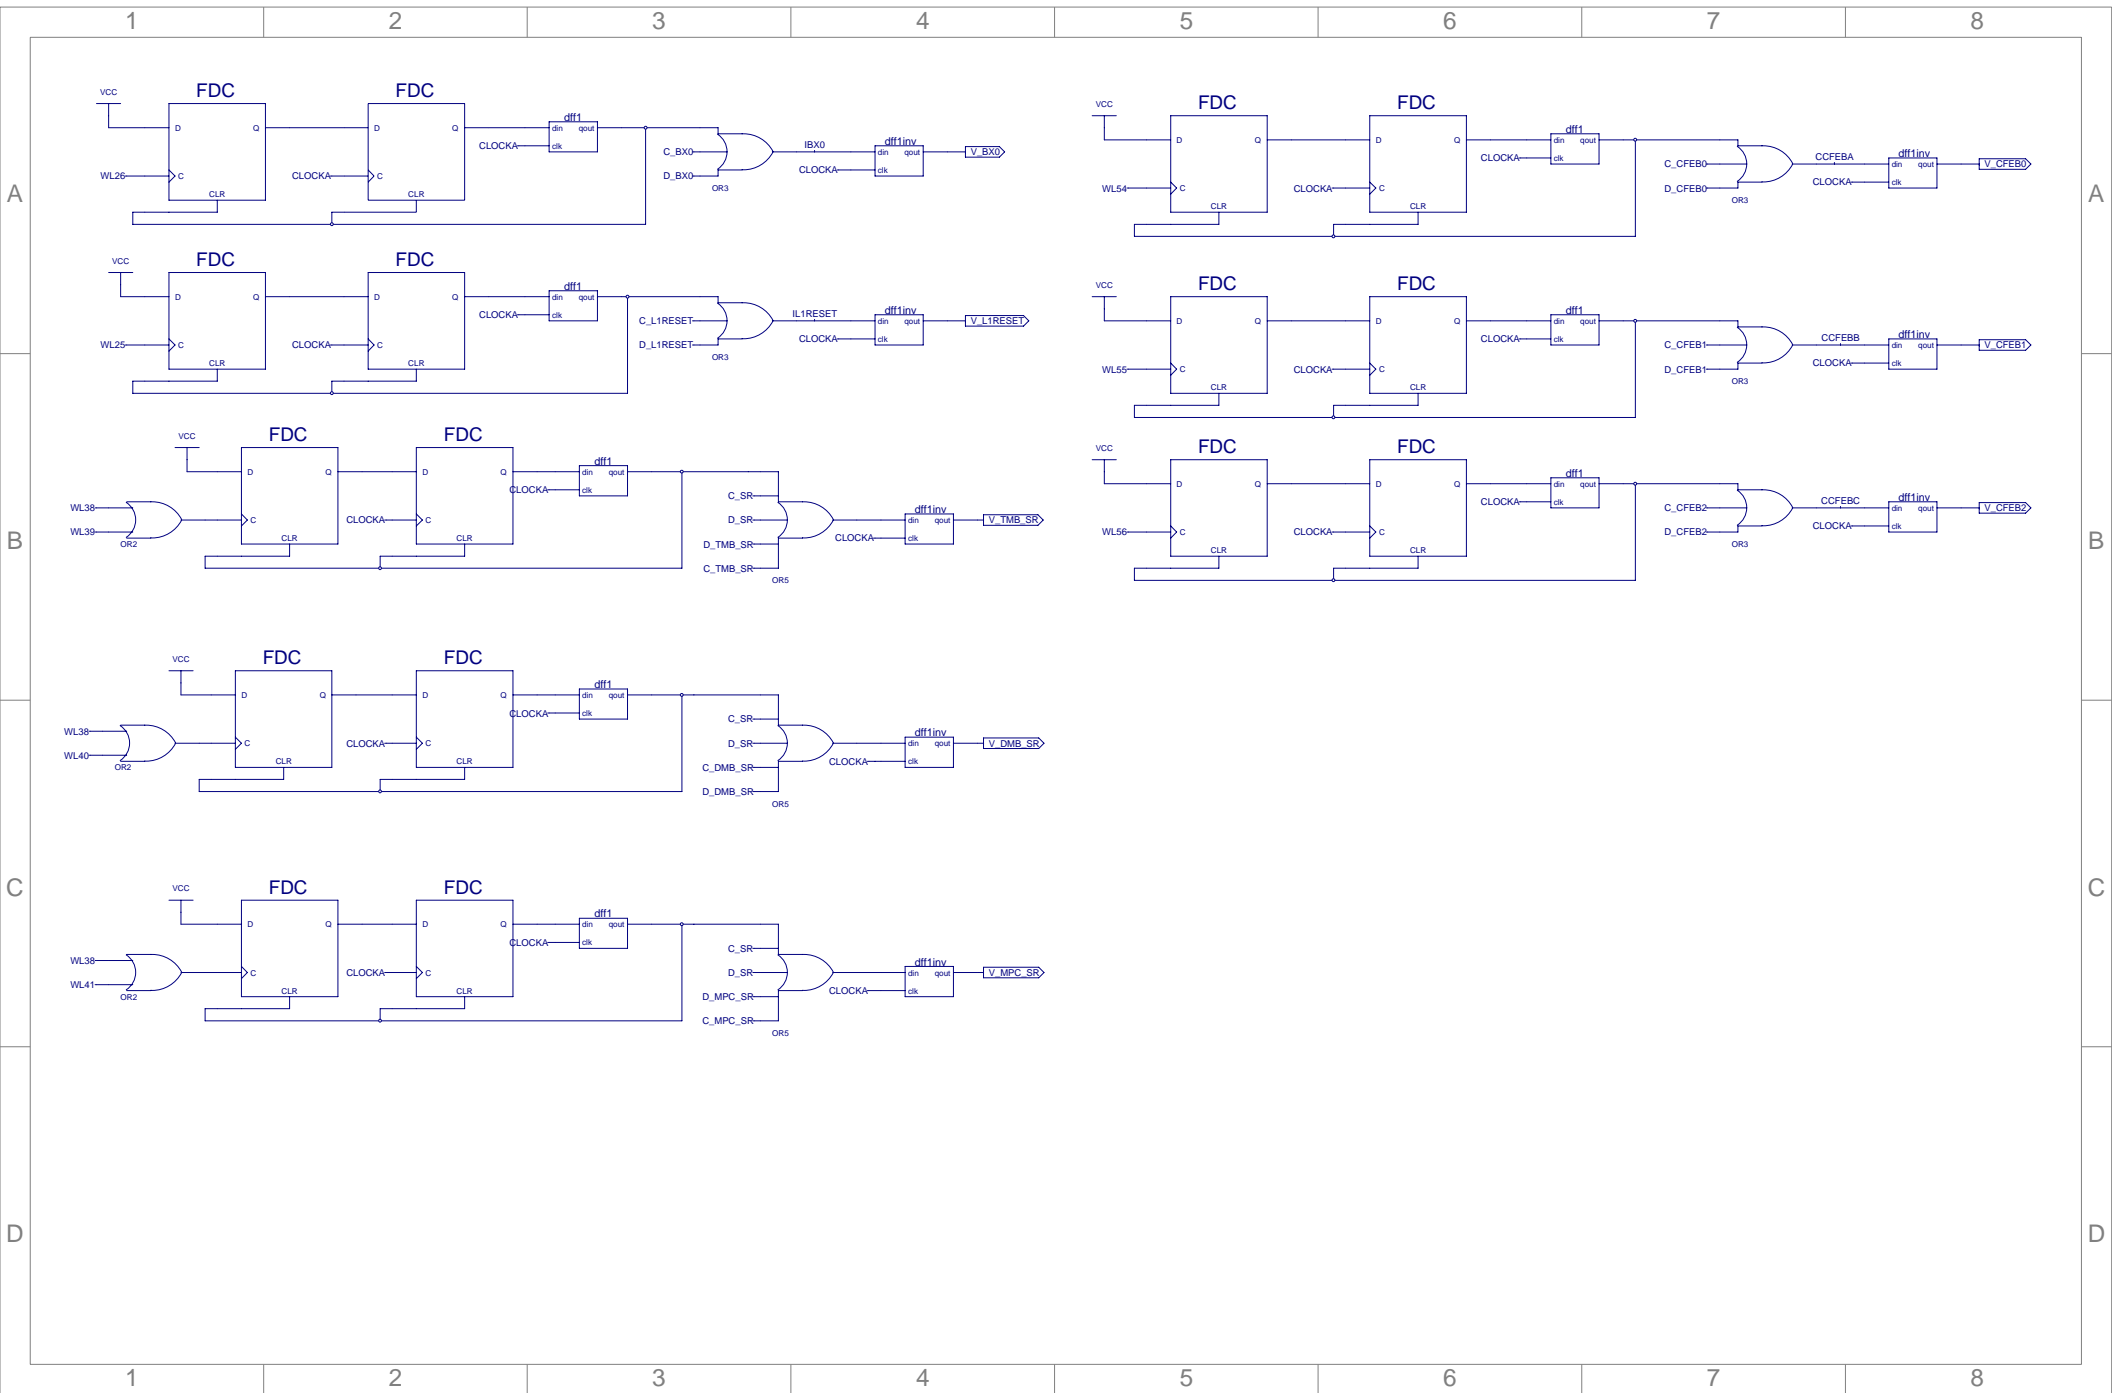 1 2 3 4 5 6 7 8
A A
B B
C C
D D
VCC FDC FDC
D Q D Q dff1
din qout
CLOCKA clk
C_BX0 IBX0 dff1inv
din qout V_BX0
WL26 C CLOCKA C D_BX0 CLOCKA clk
CLR CLR OR3
VCC FDC FDC
D Q D Q dff1
din qout
CLOCKA clk
C_L1RESET IL1RESET dff1inv
din qout V_L1RESET
WL25 C CLOCKA C D_L1RESET CLOCKA clk
CLR CLR OR3
VCC FDC FDC
D Q D Q dff1
din qout
CLOCKA clk
C_SR
WL38 D_SR dff1inv
din qout V_TMB_SR
WL39 C CLOCKA C D_TMB_SR CLOCKA clk
OR2 CLR CLR C_TMB_SR OR5
VCC FDC FDC
D Q D Q dff1
din qout
CLOCKA clk
C_SR
WL38 D_SR dff1inv
din qout V_DMB_SR
WL40 C CLOCKA C C_DMB_SR CLOCKA clk
OR2 CLR CLR D_DMB_SR OR5
VCC FDC FDC
D Q D Q dff1
din qout
CLOCKA clk
C_SR
WL38 D_SR dff1inv
din qout V_MPC_SR
WL41 C CLOCKA C D_MPC_SR CLOCKA clk
OR2 CLR CLR C_MPC_SR OR5
VCC FDC FDC
D Q D Q dff1
din qout
CLOCKA clk
C_CFEB0 CCFEBA dff1inv
din qout V_CFEB0
WL54 C CLOCKA C D_CFEB0 CLOCKA clk
CLR CLR OR3
VCC FDC FDC
D Q D Q dff1
din qout
CLOCKA clk
C_CFEB1 CCFEBB dff1inv
din qout V_CFEB1
WL55 C CLOCKA C D_CFEB1 CLOCKA clk
CLR CLR OR3
VCC FDC FDC
D Q D Q dff1
din qout
CLOCKA clk
C_CFEB2 CCFEBC dff1inv
din qout V_CFEB2
WL56 C CLOCKA C D_CFEB2 CLOCKA clk
CLR CLR OR3
1 2 3 4 5 6 7 8